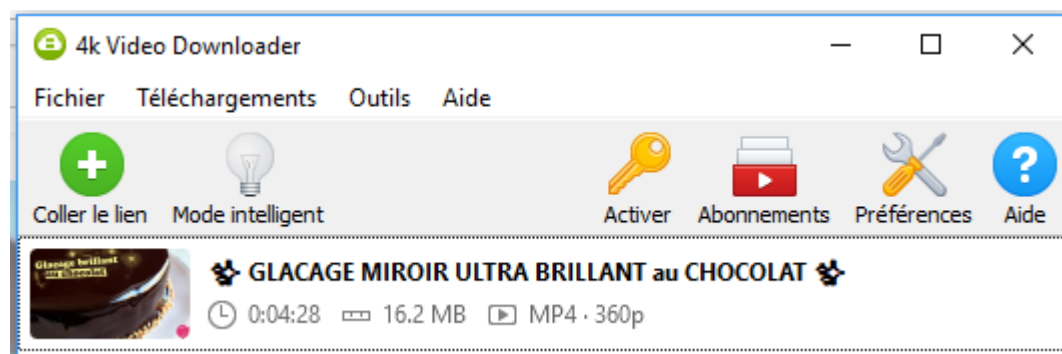 4k Video Downloader
Fichier Téléchargements Outils Aide
Coller le lien Mode intelligent Activer Abonnements Préférences Aide
Glacage brillant
au chocolat
GLACAGE MIROIR ULTRA BRILLANT au CHOCOLAT
0:04:28 16.2 MB MP4 · 360p